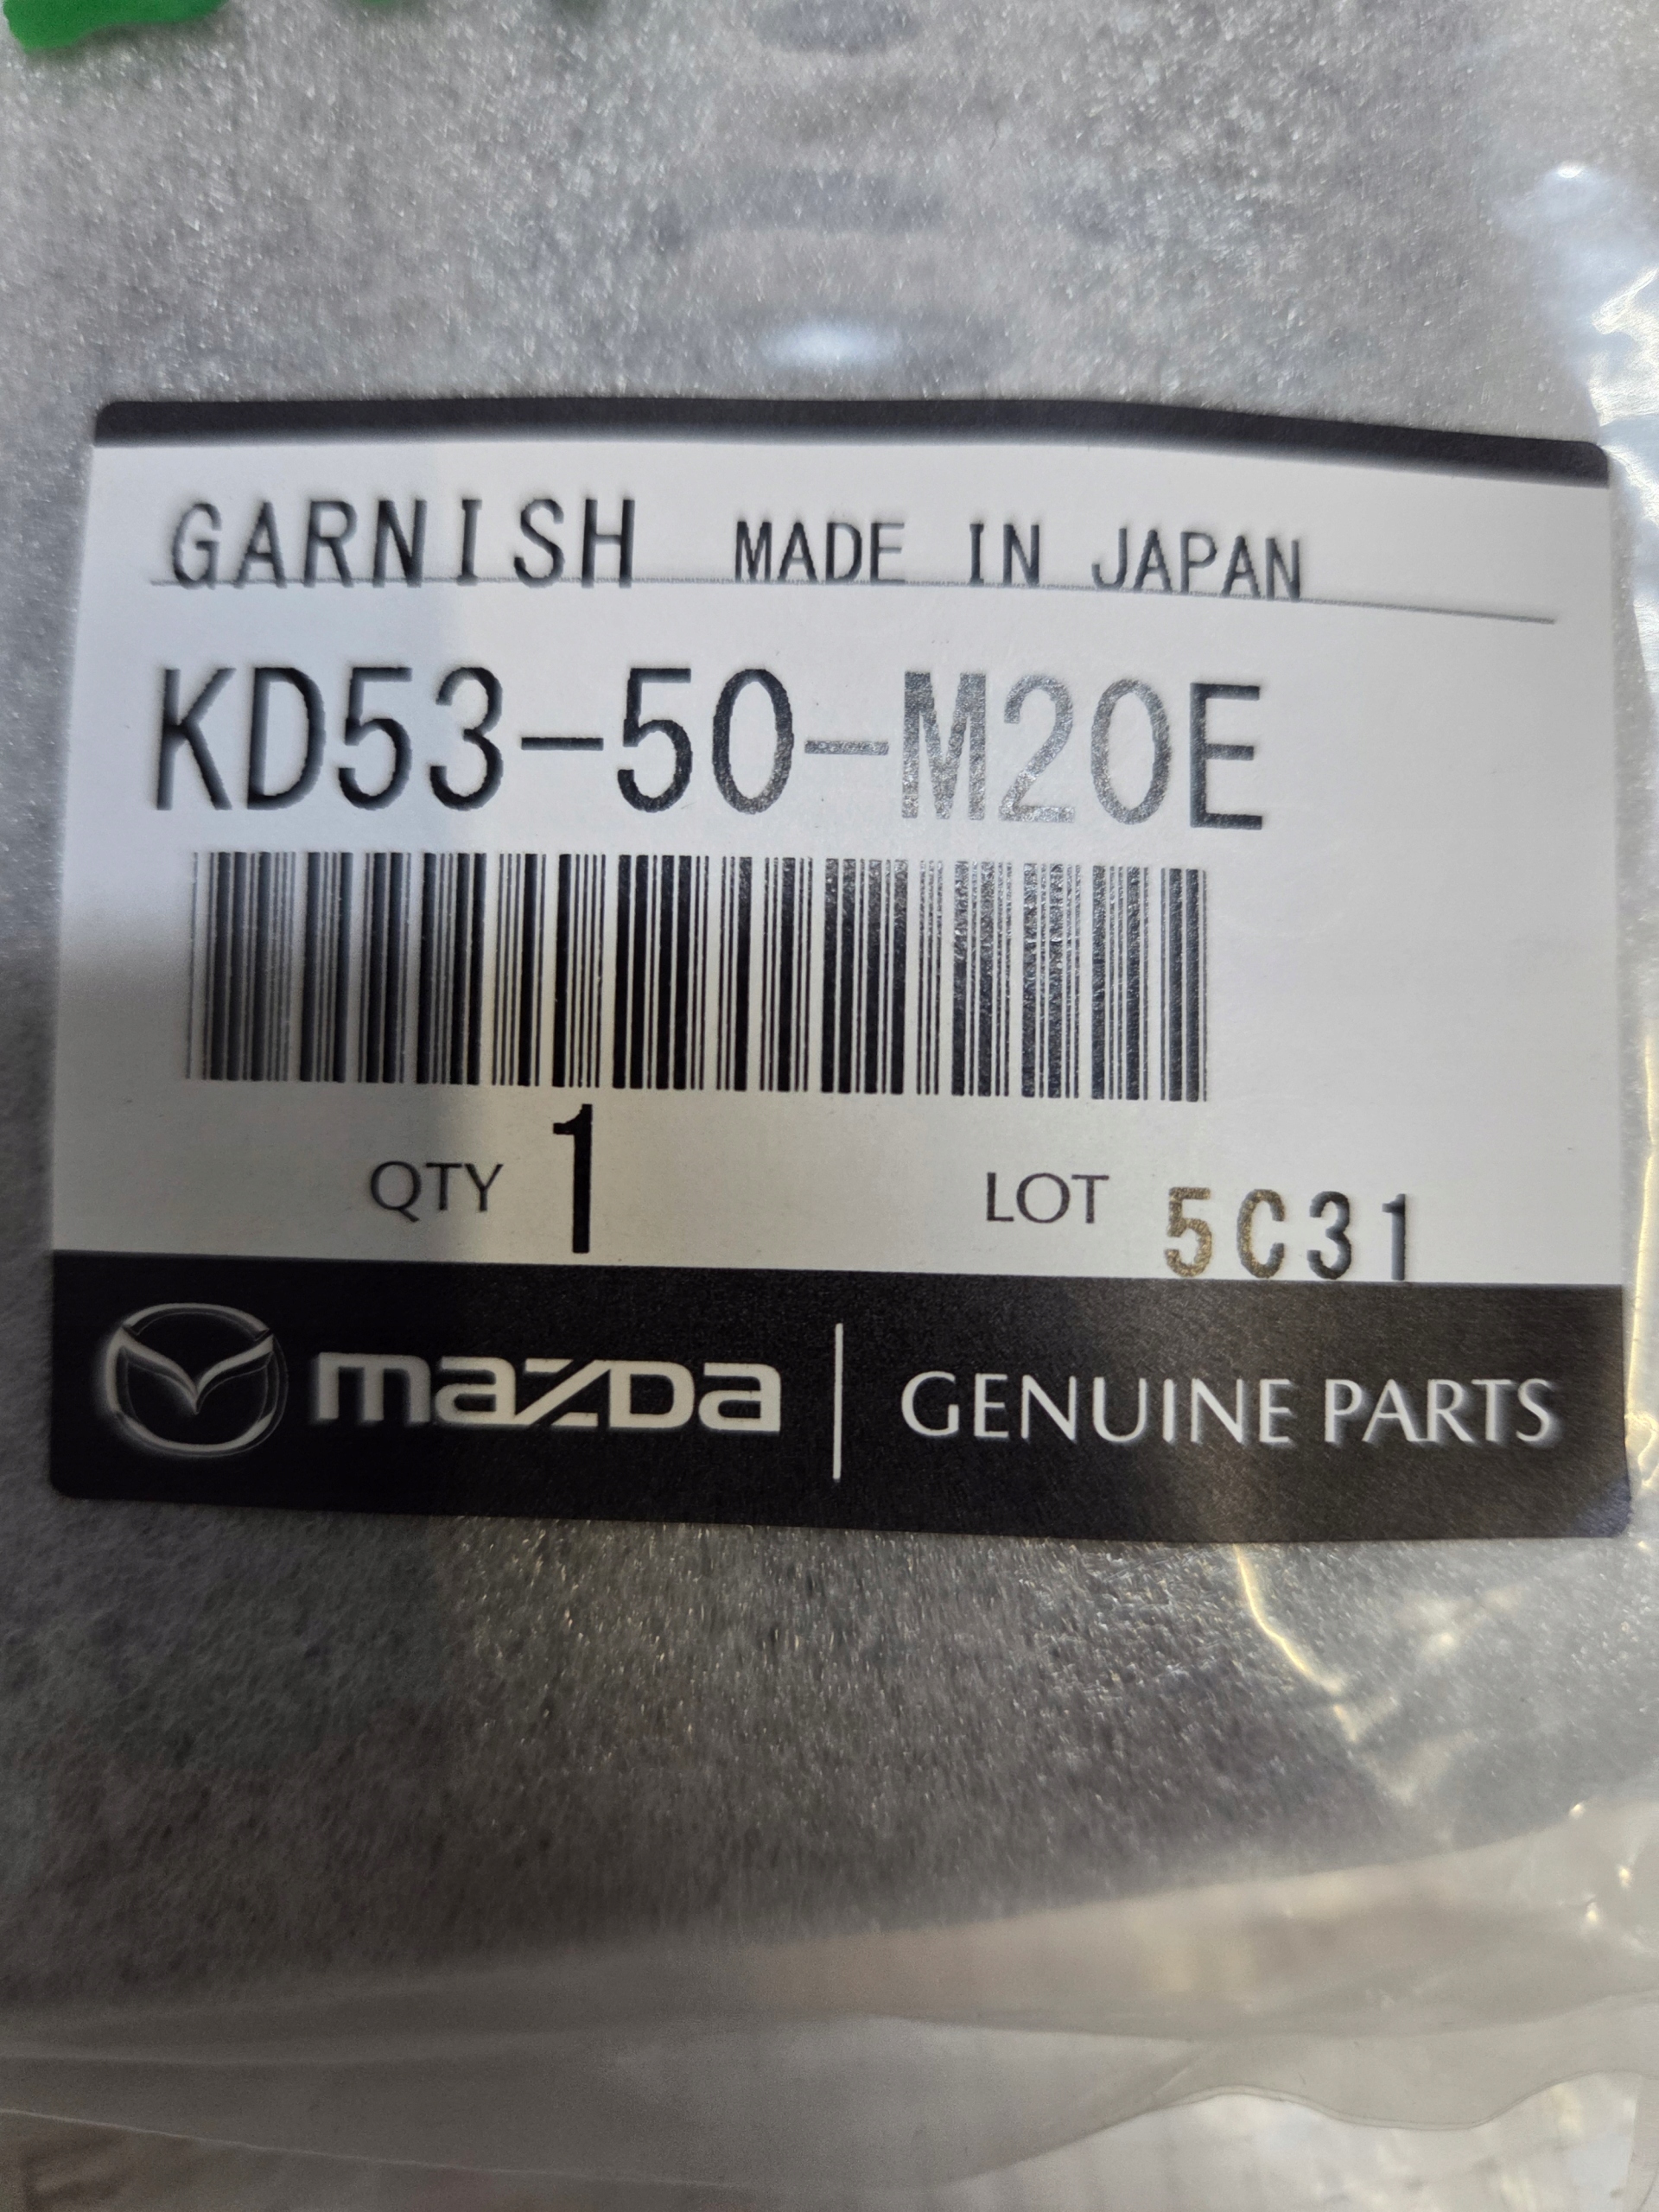 GARNISH MADE IN JAPAN
KD53-50-M20E
QTY 1 LOT 5C31
mazda | GENUINE PARTS